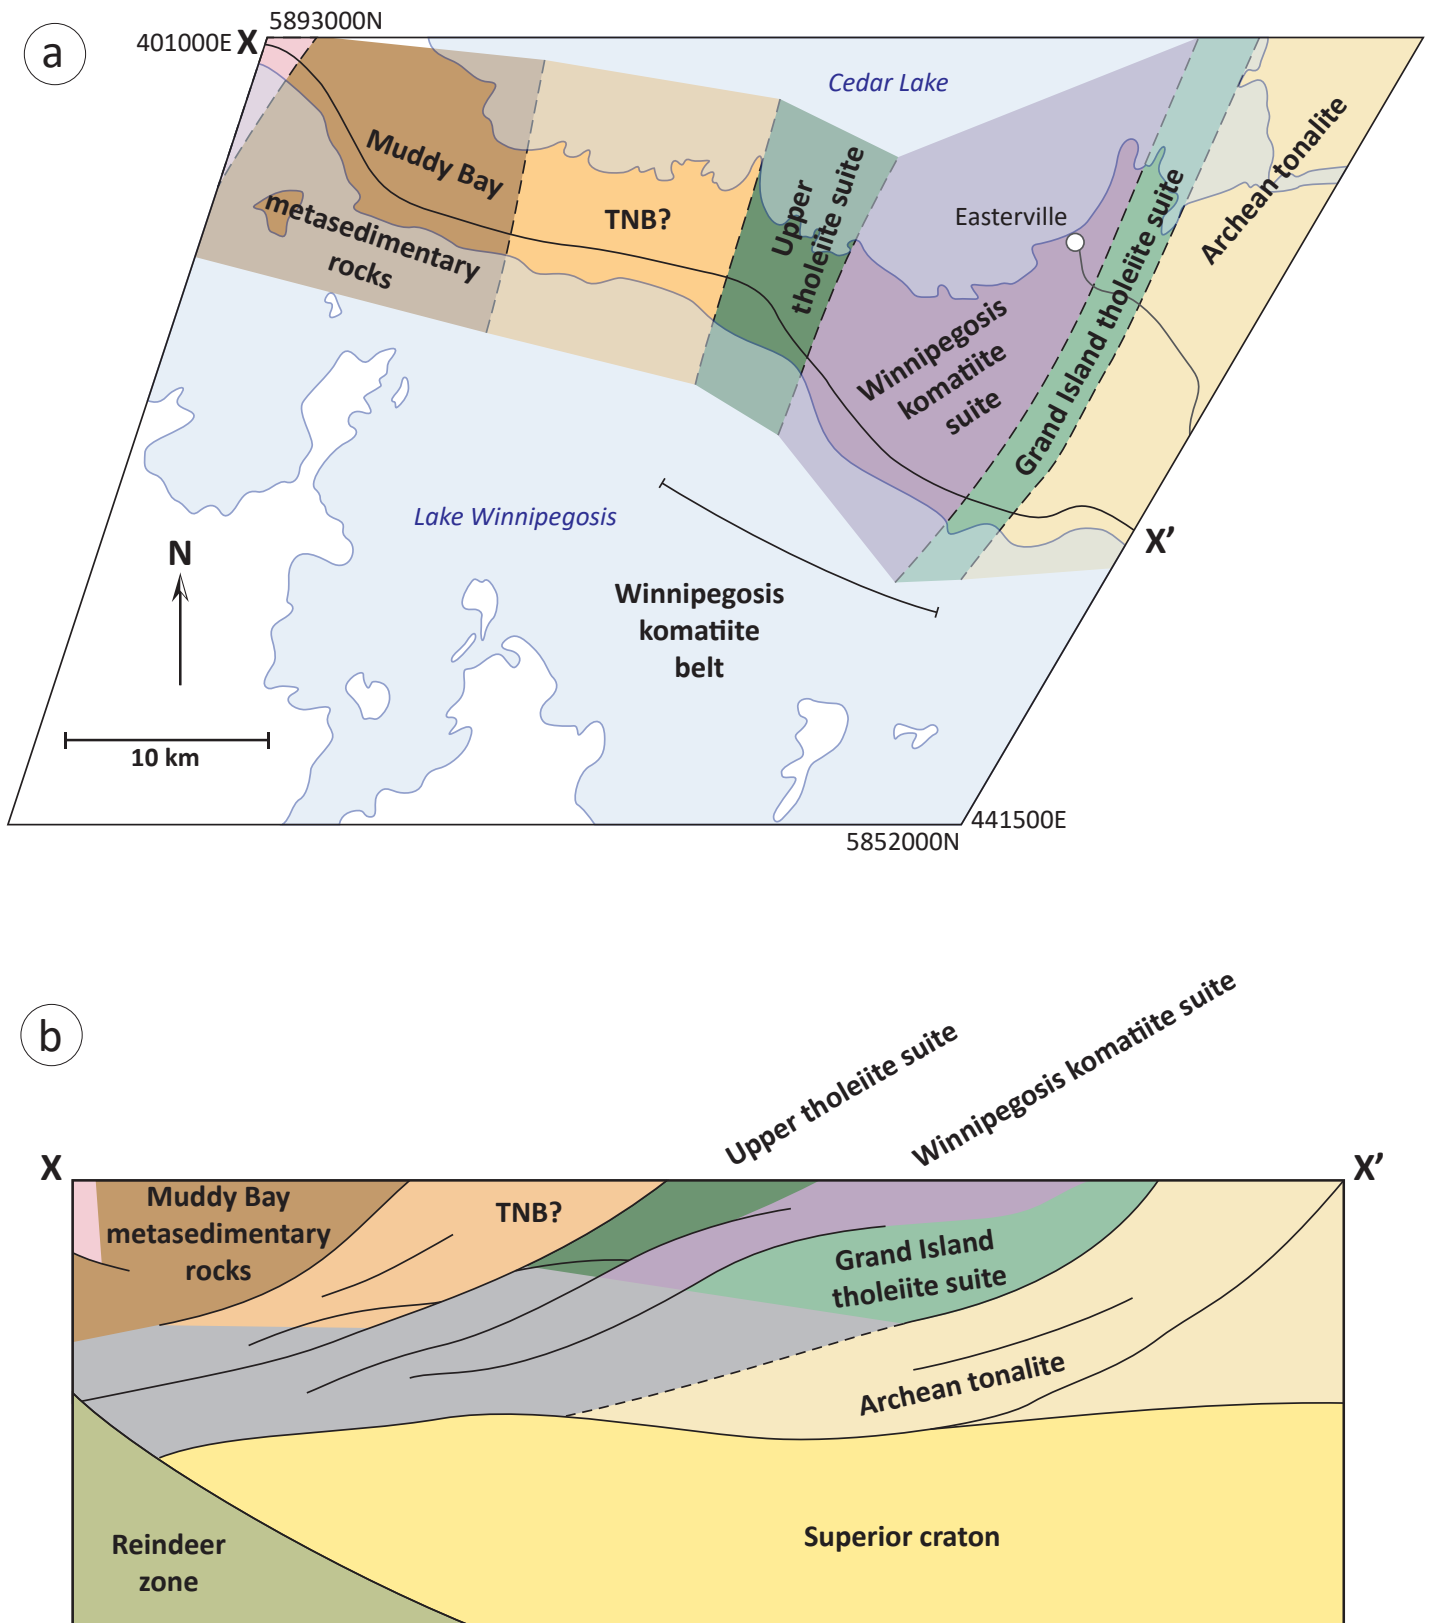 a
5893000N
401000E X
Cedar Lake
Muddy Bay
metasedimentary
rocks
TNB?
Upper
tholeiite suite
Easterville
Winnipegosis
komatiite
suite
Grand Island tholeiite suite
Archean tonalite
X’
Lake Winnipegosis
N
Winnipegosis
komatiite
belt
10 km
441500E
5852000N
b
Upper tholeiite suite
Winnipegosis komatiite suite
X
X’
Muddy Bay
metasedimentary
rocks
TNB?
Grand Island
tholeiite suite
Archean tonalite
Superior craton
Reindeer
zone